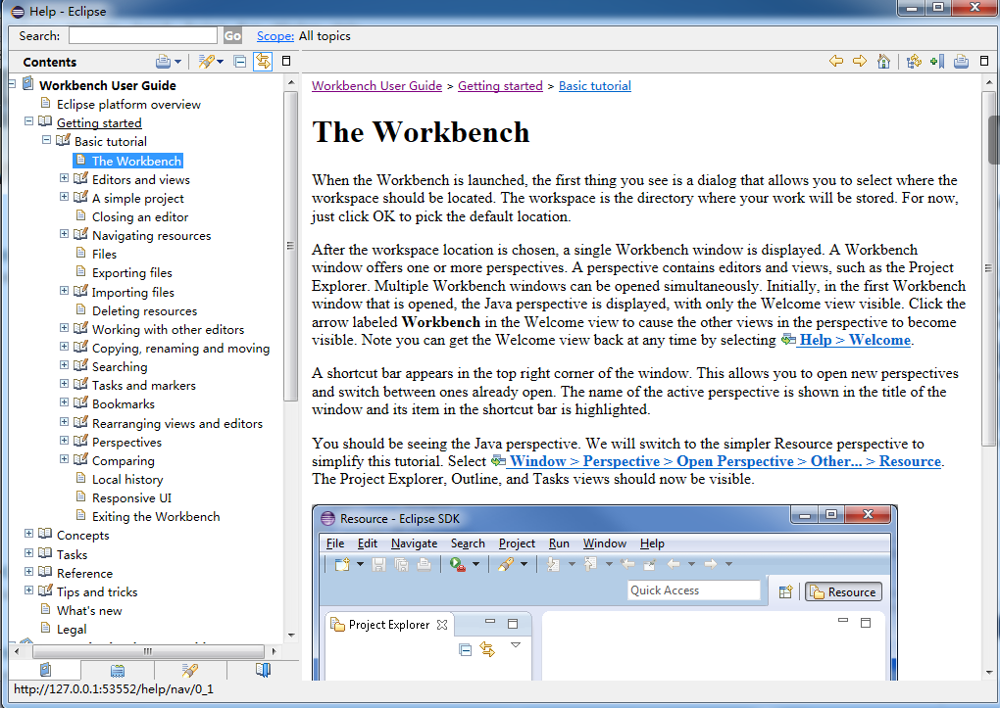 Help - Eclipse
Search:
Go
Scope: All topics
Contents
Workbench User Guide
Eclipse platform overview
Getting started
Basic tutorial
The Workbench
Editors and views
A simple project
Closing an editor
Navigating resources
Files
Exporting files
Importing files
Deleting resources
Working with other editors
Copying, renaming and moving
Searching
Tasks and markers
Bookmarks
Rearranging views and editors
Perspectives
Comparing
Local history
Responsive UI
Exiting the Workbench
Concepts
Tasks
Reference
Tips and tricks
What's new
Legal
Workbench User Guide > Getting started > Basic tutorial
The Workbench
When the Workbench is launched, the first thing you see is a dialog that allows you to select where the
workspace should be located. The workspace is the directory where your work will be stored. For now,
just click OK to pick the default location.
After the workspace location is chosen, a single Workbench window is displayed. A Workbench
window offers one or more perspectives. A perspective contains editors and views, such as the Project
Explorer. Multiple Workbench windows can be opened simultaneously. Initially, in the first Workbench
window that is opened, the Java perspective is displayed, with only the Welcome view visible. Click the
arrow labeled Workbench in the Welcome view to cause the other views in the perspective to become
visible. Note you can get the Welcome view back at any time by selecting Help > Welcome.
A shortcut bar appears in the top right corner of the window. This allows you to open new perspectives
and switch between ones already open. The name of the active perspective is shown in the title of the
window and its item in the shortcut bar is highlighted.
You should be seeing the Java perspective. We will switch to the simpler Resource perspective to
simplify this tutorial. Select Window > Perspective > Open Perspective > Other... > Resource.
The Project Explorer, Outline, and Tasks views should now be visible.
Resource - Eclipse SDK
File Edit Navigate Search Project Run Window Help
Quick Access
Resource
Project Explorer
http://127.0.0.1:53552/help/nav/0_1